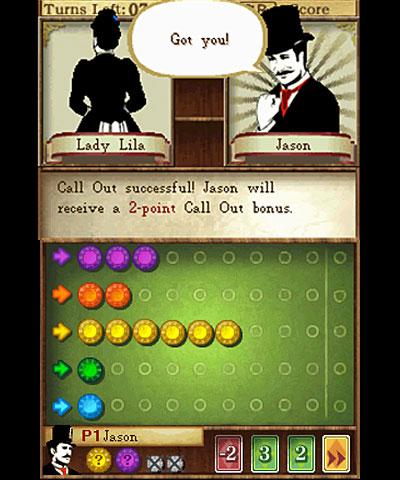 Turns Left: 07
Score
Got you!
Lady Lila
Jason
Call Out successful! Jason will
receive a 2-point Call Out bonus.
P1 Jason
? ?
-2 3 2